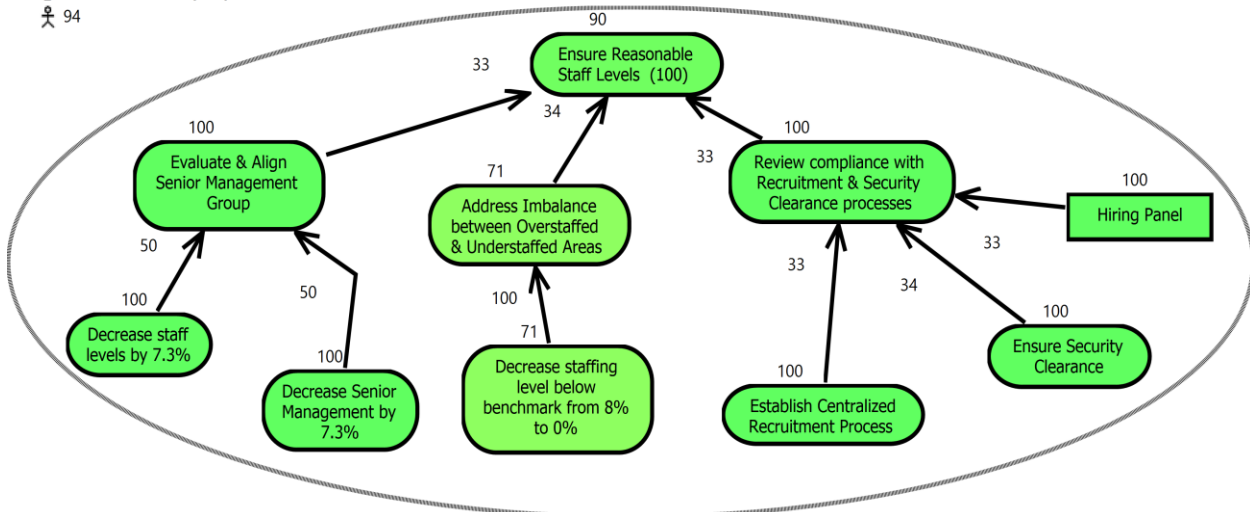 94
90
Ensure Reasonable
Staff Levels (100)
33
34
33
100
Evaluate & Align
Senior Management
Group
71
Address Imbalance
between Overstaffed
& Understaffed Areas
100
Review compliance with
Recruitment & Security
Clearance processes
100
Hiring Panel
50
50
100
33
34
33
100
Decrease staff
levels by 7.3%
100
Decrease Senior
Management by
7.3%
71
Decrease staffing
level below
benchmark from 8%
to 0%
100
Establish Centralized
Recruitment Process
100
Ensure Security
Clearance